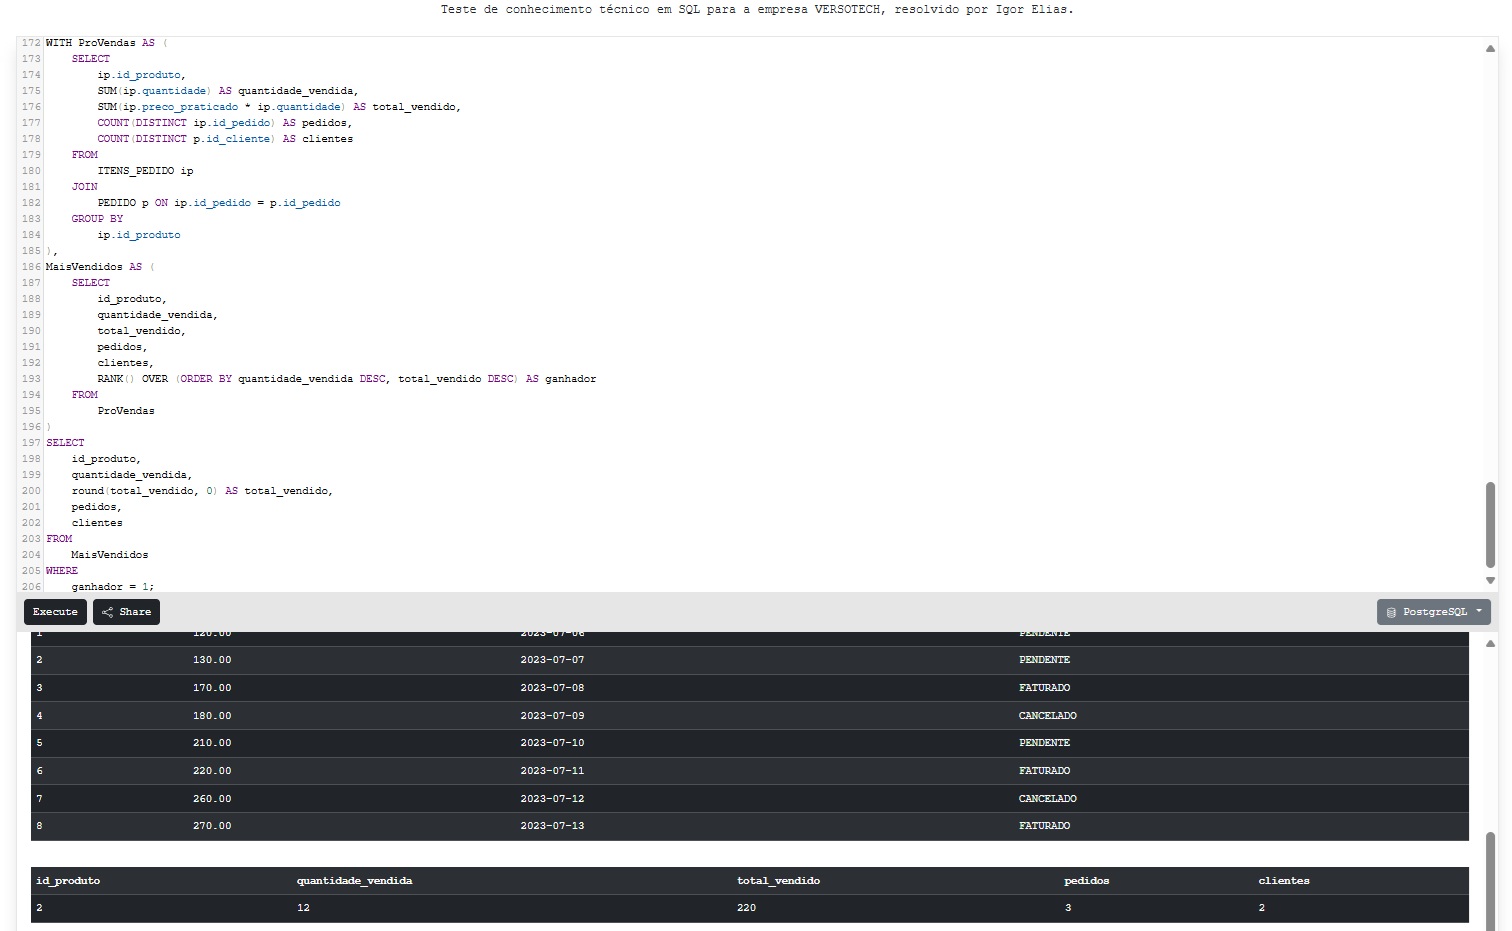 Teste de conhecimento técnico em SQL para a empresa VERSOTECH, resolvido por Igor Elias.
172 WITH ProVendas AS (
173 SELECT
174 ip.id_produto,
175 SUM(ip.quantidade) AS quantidade_vendida,
176 SUM(ip.preco_praticado * ip.quantidade) AS total_vendido,
177 COUNT(DISTINCT ip.id_pedido) AS pedidos,
178 COUNT(DISTINCT p.id_cliente) AS clientes
179 FROM
180 ITENS_PEDIDO ip
181 JOIN
182 PEDIDO p ON ip.id_pedido = p.id_pedido
183 GROUP BY
184 ip.id_produto
185 ),
186 MaisVendidos AS (
187 SELECT
188 id_produto,
189 quantidade_vendida,
190 total_vendido,
191 pedidos,
192 clientes,
193 RANK() OVER (ORDER BY quantidade_vendida DESC, total_vendido DESC) AS ganhador
194 FROM
195 ProVendas
196 )
197 SELECT
198 id_produto,
199 quantidade_vendida,
200 round(total_vendido, 0) AS total_vendido,
201 pedidos,
202 clientes
203 FROM
204 MaisVendidos
205 WHERE
206 ganhador = 1;
Execute Share PostgreSQL
1 120.00 2023-07-06 PENDENTE
2 130.00 2023-07-07 PENDENTE
3 170.00 2023-07-08 FATURADO
4 180.00 2023-07-09 CANCELADO
5 210.00 2023-07-10 PENDENTE
6 220.00 2023-07-11 FATURADO
7 260.00 2023-07-12 CANCELADO
8 270.00 2023-07-13 FATURADO
id_produto quantidade_vendida total_vendido pedidos clientes
2 12 220 3 2